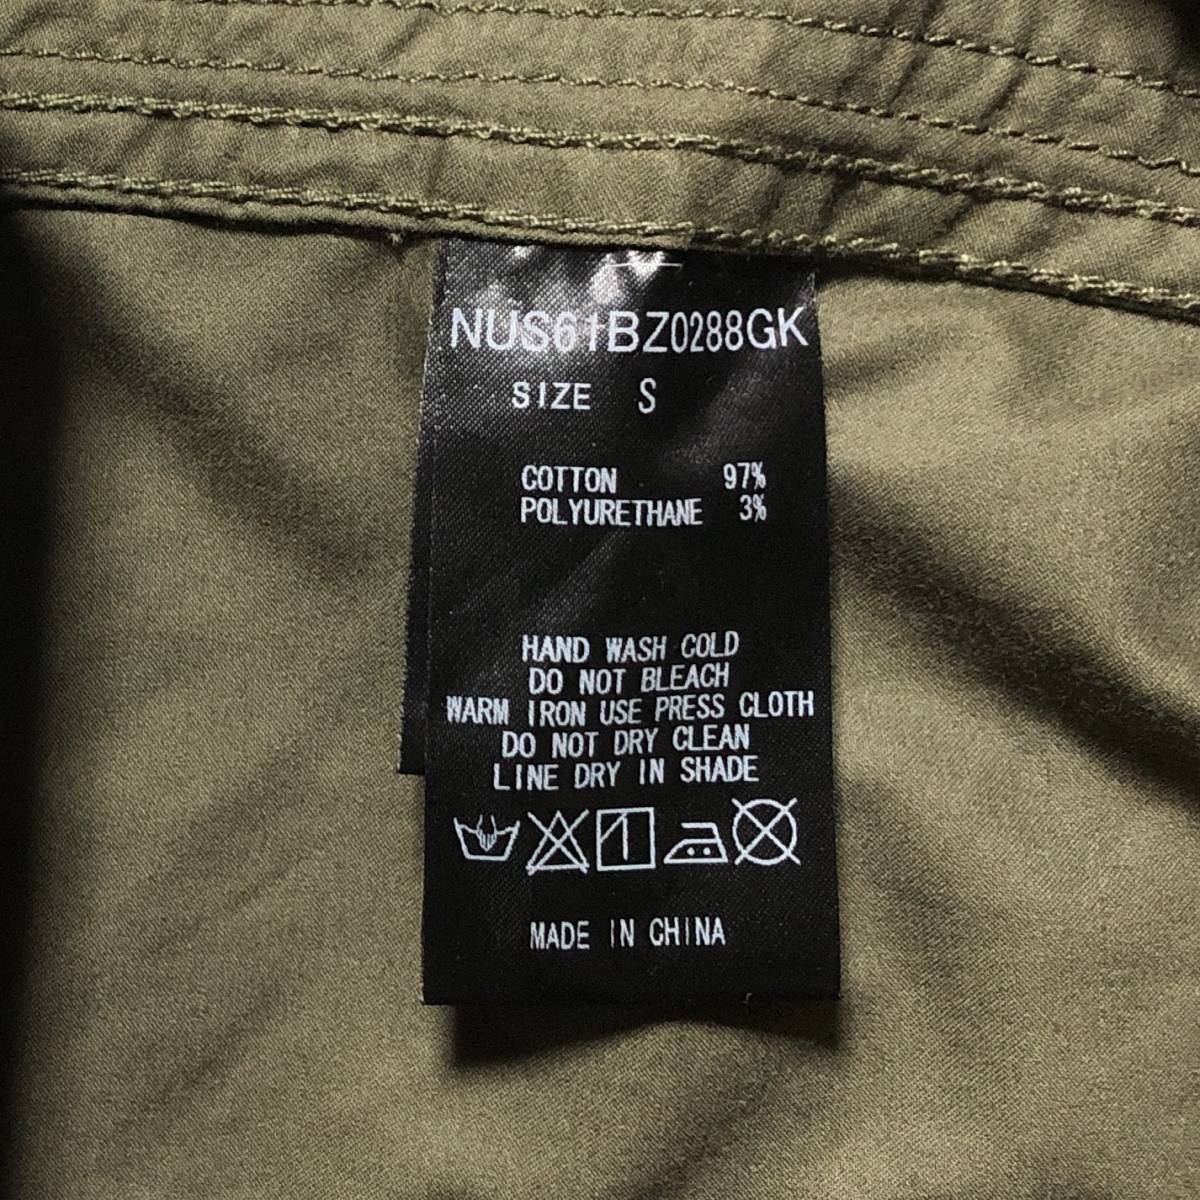 NUS61BZ0288GK
SIZE S
COTTON 97%
POLYURETHANE 3%
HAND WASH COLD
DO NOT BLEACH
WARM IRON USE PRESS CLOTH
DO NOT DRY CLEAN
LINE DRY IN SHADE
MADE IN CHINA